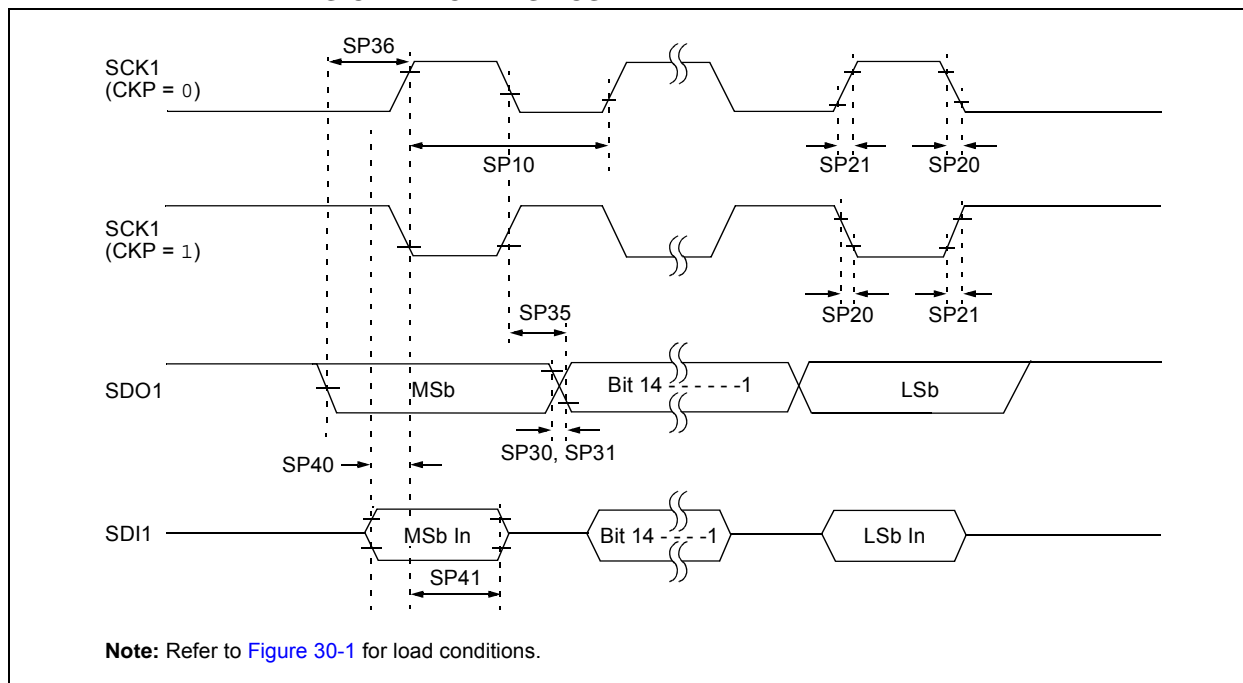 SP36
SCK1
(CKP = 0)
SP10
SP21
SP20
SCK1
(CKP = 1)
SP35
SP20
SP21
SDO1
MSb
Bit 14 - - - - - -1
LSb
SP30, SP31
SP40
SDI1
MSb In
Bit 14 - - - -1
LSb In
SP41
Note: Refer to Figure 30-1 for load conditions.